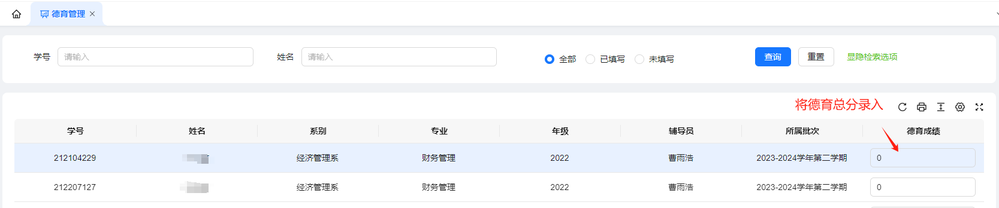 德育管理
学号 请输入 姓名 请输入 全部 已填写 未填写 查询 重置 显隐检索选项
将德育总分录入
学号 姓名 系别 专业 年级 辅导员 所属批次 德育成绩
212104229 经济管理系 财务管理 2022 曹雨浩 2023-2024学年第二学期 0
212207127 经济管理系 财务管理 2022 曹雨浩 2023-2024学年第二学期 0